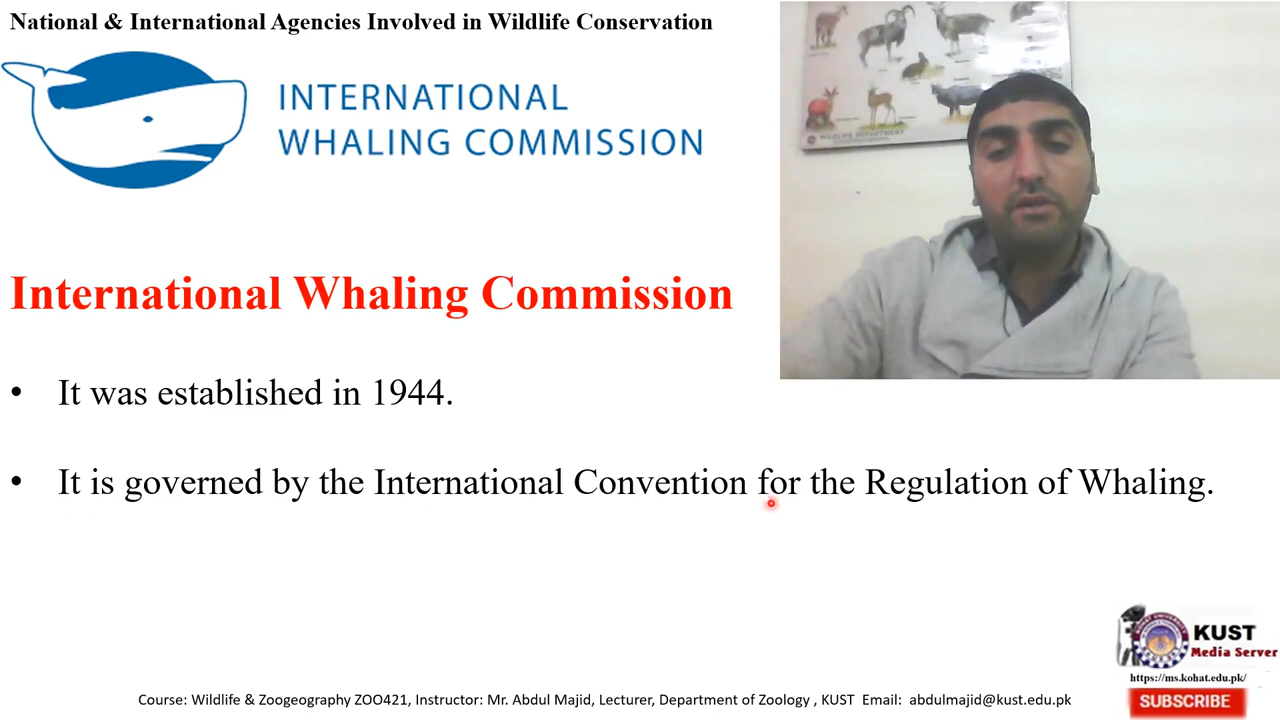 National & International Agencies Involved in Wildlife Conservation
INTERNATIONAL
WHALING COMMISSION
WILDLIFE DEPARTMENT
International Whaling Commission
• It was established in 1944.
• It is governed by the International Convention for the Regulation of Whaling.
KUST
Media Server
https://ms.kohat.edu.pk/
SUBSCRIBE
Course: Wildlife & Zoogeography ZOO421, Instructor: Mr. Abdul Majid, Lecturer, Department of Zoology , KUST Email: abdulmajid@kust.edu.pk